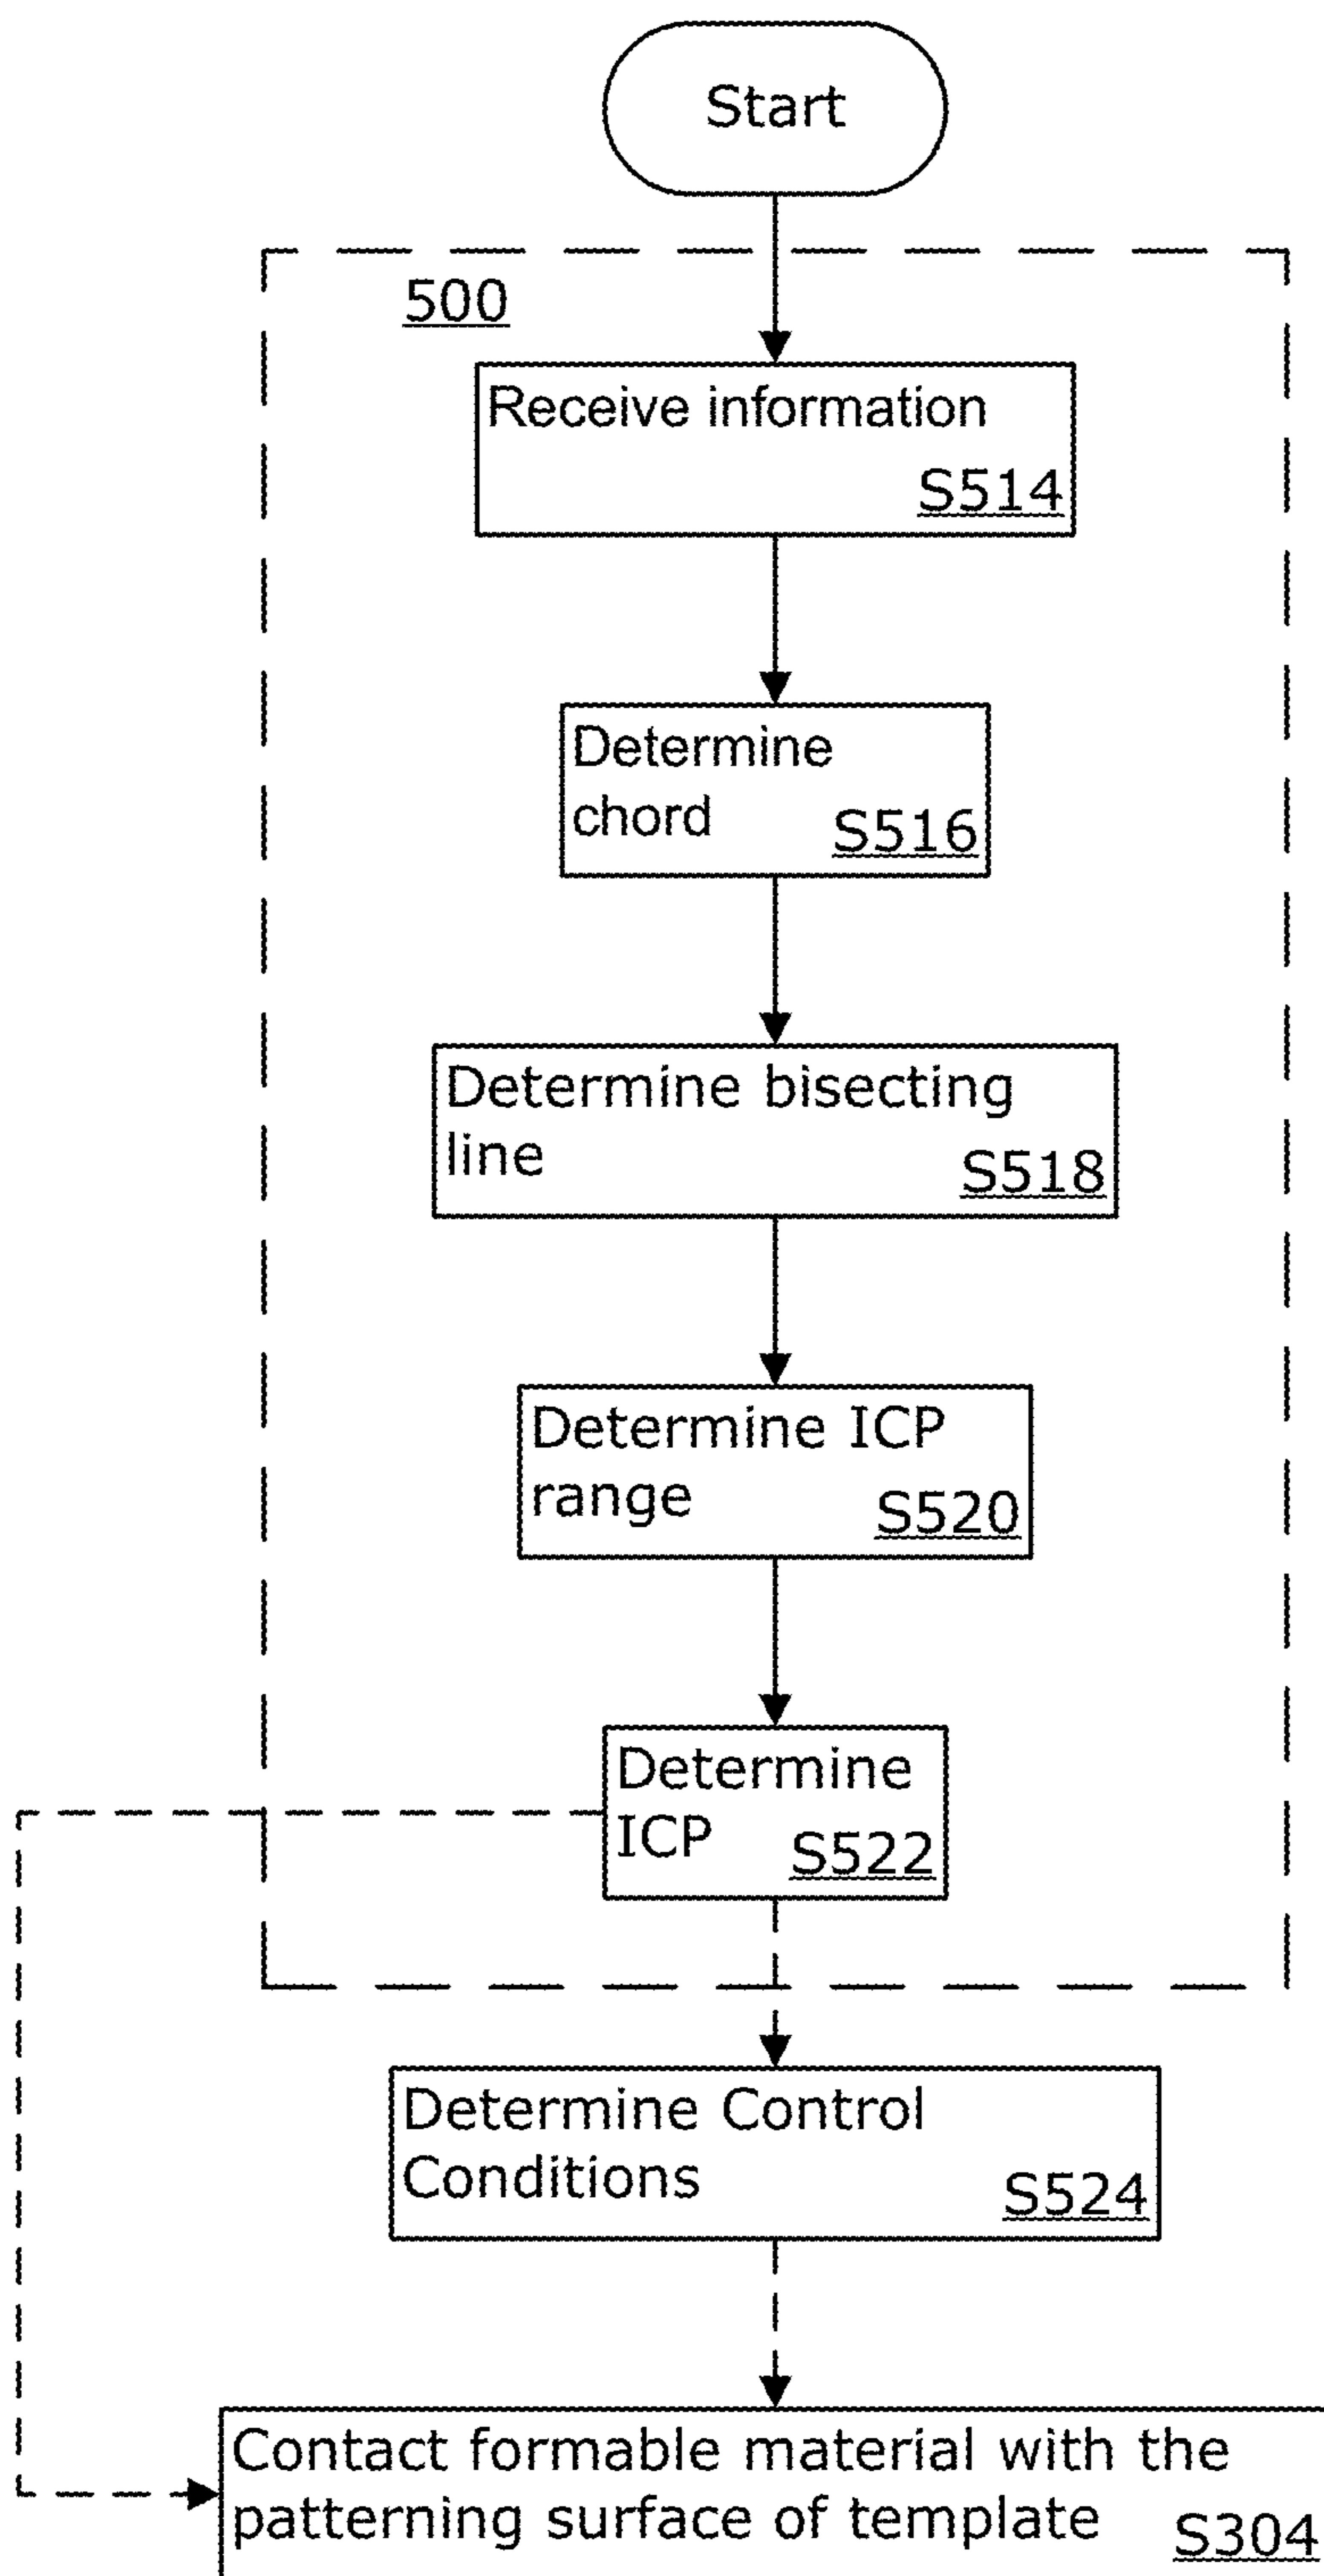 Start
500
Receive information
S514
Determine
chord
S516
Determine bisecting
line
S518
Determine ICP
range
S520
Determine
ICP
S522
Determine Control
Conditions
S524
Contact formable material with the
patterning surface of template
S304